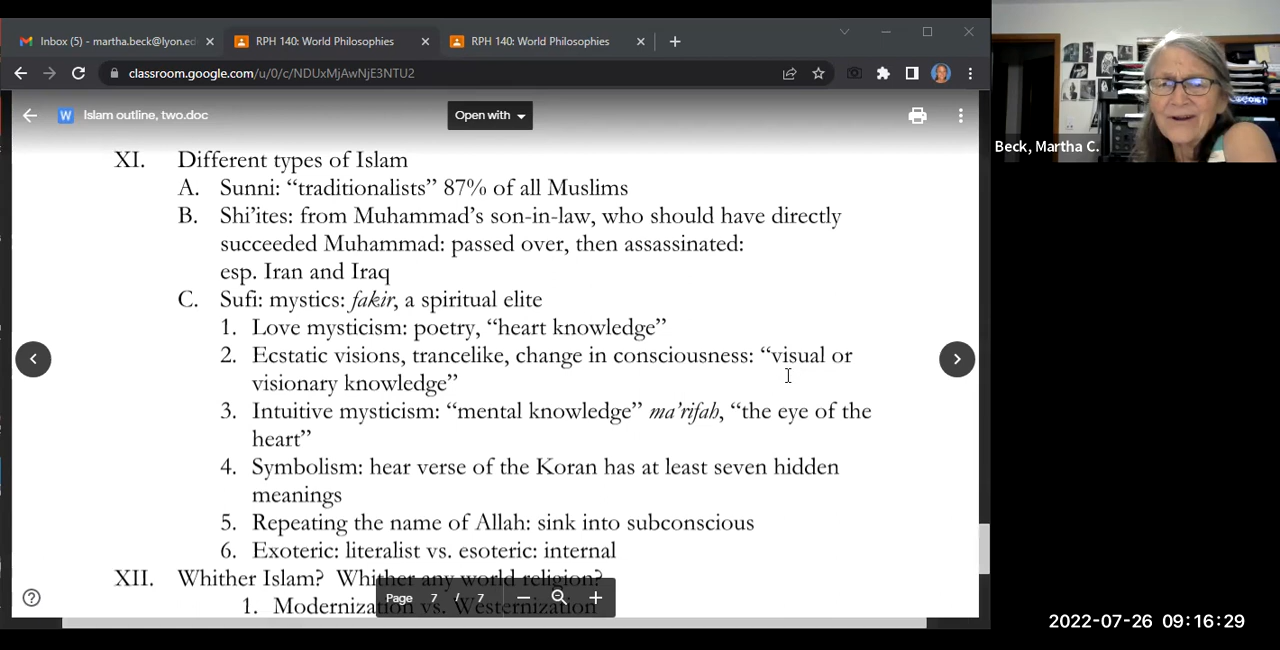 Inbox (5) - martha.beck@lyon.ed
RPH 140: World Philosophies
RPH 140: World Philosophies
classroom.google.com/u/0/c/NDUxMjAwNjE3NTU2
Islam outline, two.doc
Open with
Beck, Martha C.
XI. Different types of Islam
A. Sunni: “traditionalists” 87% of all Muslims
B. Shi’ites: from Muhammad’s son-in-law, who should have directly
succeeded Muhammad: passed over, then assassinated:
esp. Iran and Iraq
C. Sufi: mystics: fakir, a spiritual elite
1. Love mysticism: poetry, “heart knowledge”
2. Ecstatic visions, trancelike, change in consciousness: “visual or
visionary knowledge”
3. Intuitive mysticism: “mental knowledge” ma’rifah, “the eye of the
heart”
4. Symbolism: hear verse of the Koran has at least seven hidden
meanings
5. Repeating the name of Allah: sink into subconscious
6. Exoteric: literalist vs. esoteric: internal
XII. Whither Islam? Whither any world religion?
1. Modernization vs. Westernization
Page 7 / 7
2022-07-26 09:16:29